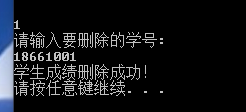 1
请输入要删除的学号:
18661001
学生成绩删除成功!
请按任意键继续. . .